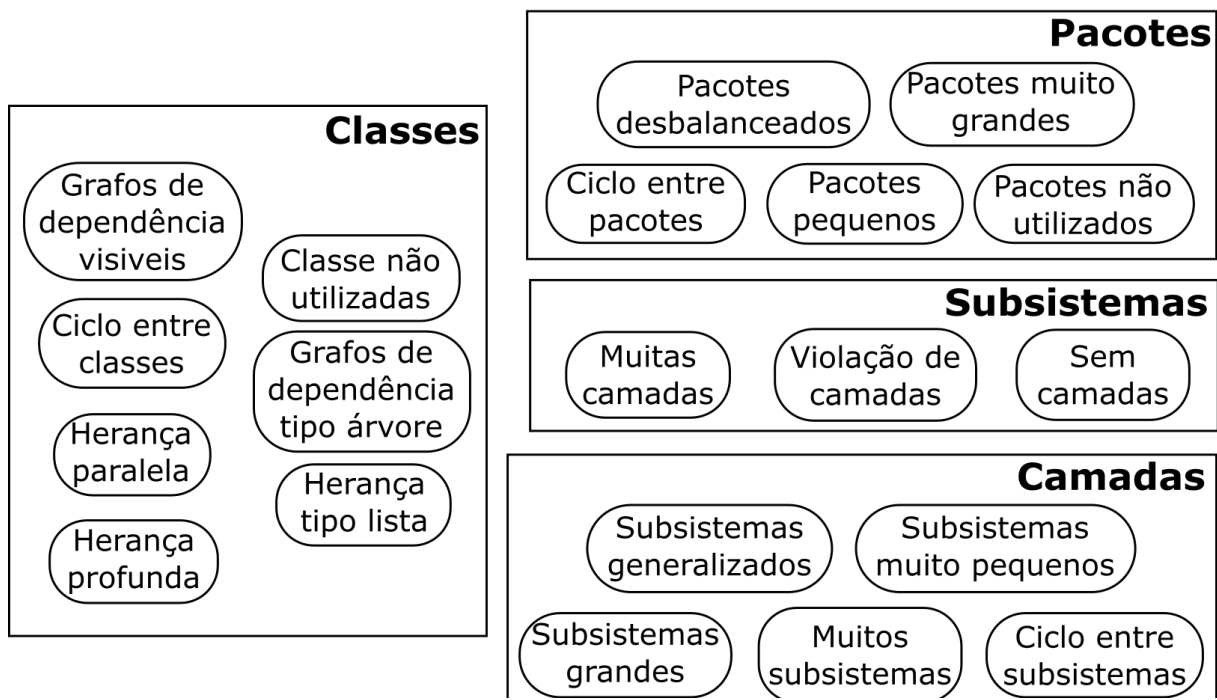 Classes
Grafos de
dependência
visiveis
Classe não
utilizadas
Ciclo entre
classes
Grafos de
dependência
tipo árvore
Herança
paralela
Herança
tipo lista
Herança
profunda
Pacotes
Pacotes
desbalanceados
Pacotes muito
grandes
Ciclo entre
pacotes
Pacotes
pequenos
Pacotes não
utilizados
Subsistemas
Muitas
camadas
Violação de
camadas
Sem
camadas
Camadas
Subsistemas
generalizados
Subsistemas
muito pequenos
Subsistemas
grandes
Muitos
subsistemas
Ciclo entre
subsistemas